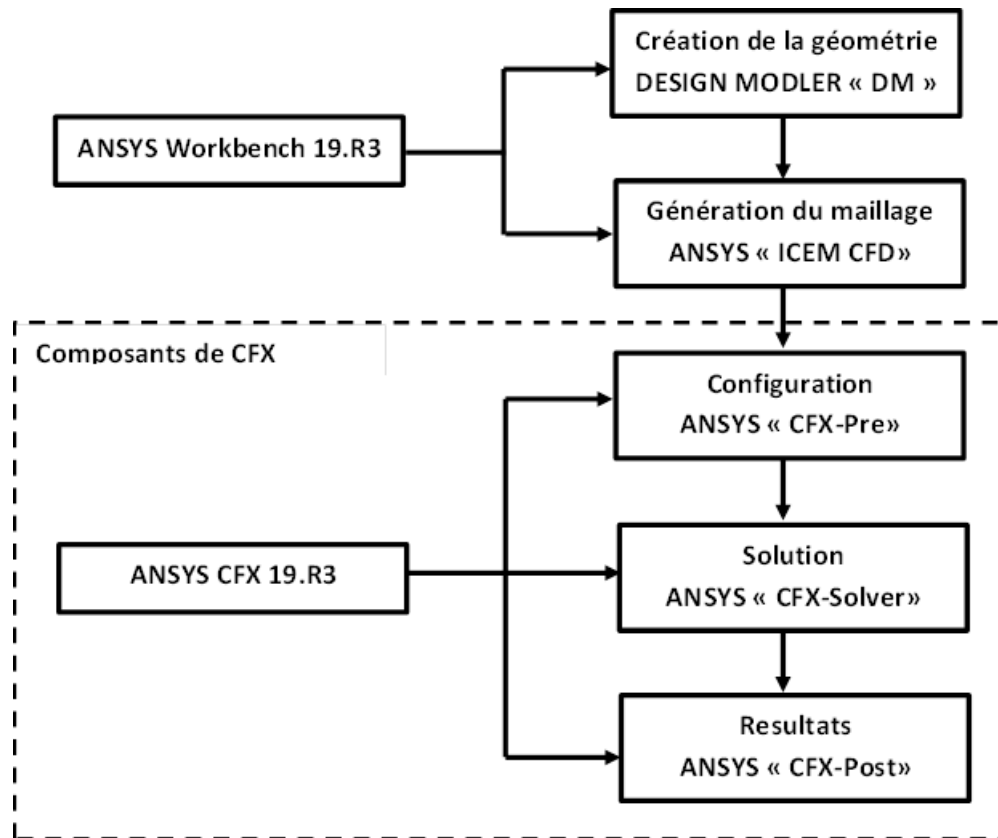 Création de la géométrie
DESIGN MODLER « DM »
ANSYS Workbench 19.R3
Génération du maillage
ANSYS « ICEM CFD»
Composants de CFX
Configuration
ANSYS « CFX-Pre»
ANSYS CFX 19.R3
Solution
ANSYS « CFX-Solver»
Resultats
ANSYS « CFX-Post»